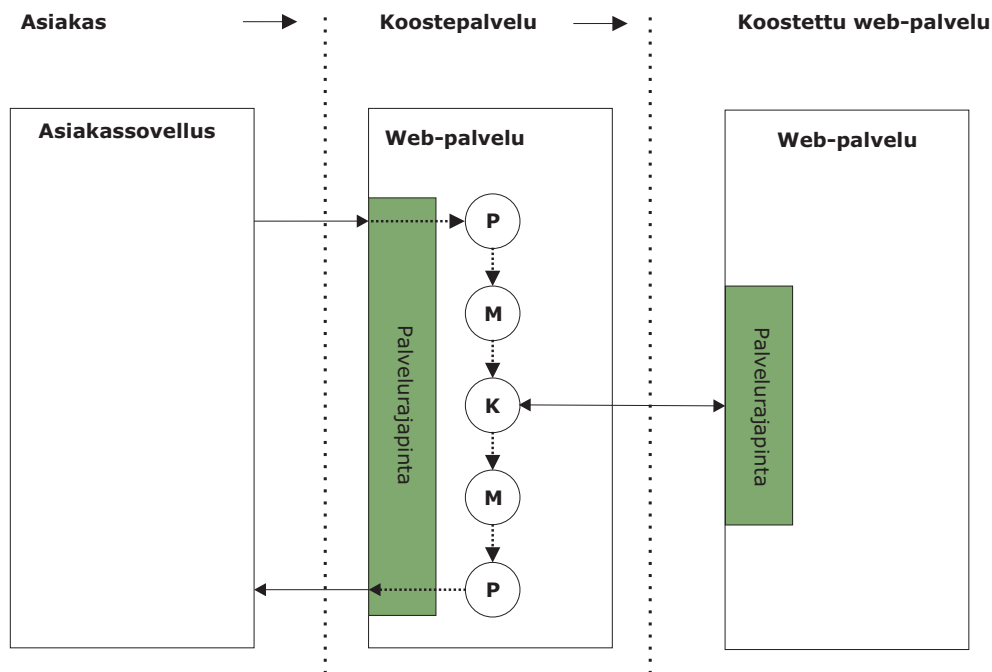 Asiakas
Koostepalvelu
Koostettu web-palvelu
Asiakassovellus
Web-palvelu
Web-palvelu
P
M
K
M
P
Palvelurajapinta
Palvelurajapinta